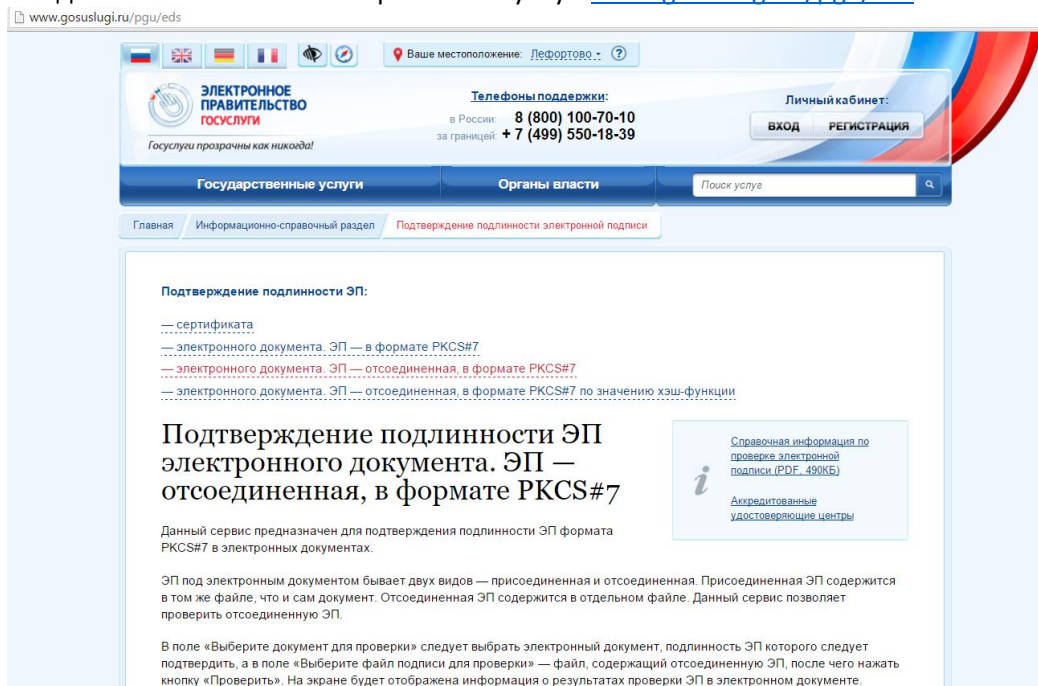 www.gosuslugi.ru/pgu/eds
Ваше местоположение: Лефортово ?
ЭЛЕКТРОННОЕ
ПРАВИТЕЛЬСТВО
ГОСУСЛУГИ
Госуслуги прозрачны как никогда!
Телефоны поддержки:
в России: 8 (800) 100-70-10
за границей: + 7 (499) 550-18-39
Личный кабинет:
ВХОД РЕГИСТРАЦИЯ
Государственные услуги Органы власти Поиск услуг
Главная Информационно-справочный раздел Подтверждение подлинности электронной подписи
Подтверждение подлинности ЭП:
— сертификата
— электронного документа. ЭП — в формате PKCS#7
— электронного документа. ЭП — отсоединенная, в формате PKCS#7
— электронного документа. ЭП — отсоединенная, в формате PKCS#7 по значению хэш-функции
Подтверждение подлинности ЭП
электронного документа. ЭП —
отсоединенная, в формате PKCS#7
i
Справочная информация по
проверке электронной
подписи (PDF, 490КБ)
Аккредитованные
удостоверяющие центры
Данный сервис предназначен для подтверждения подлинности ЭП формата
PKCS#7 в электронных документах.
ЭП под электронным документом бывает двух видов — присоединенная и отсоединенная. Присоединенная ЭП содержится
в том же файле, что и сам документ. Отсоединенная ЭП содержится в отдельном файле. Данный сервис позволяет
проверить отсоединенную ЭП.
В поле «Выберите документ для проверки» следует выбрать электронный документ, подлинность ЭП которого следует
подтвердить, а в поле «Выберите файл подписи для проверки» — файл, содержащий отсоединенную ЭП, после чего нажать
кнопку «Проверить». На экране будет отображена информация о результатах проверки ЭП в электронном документе.